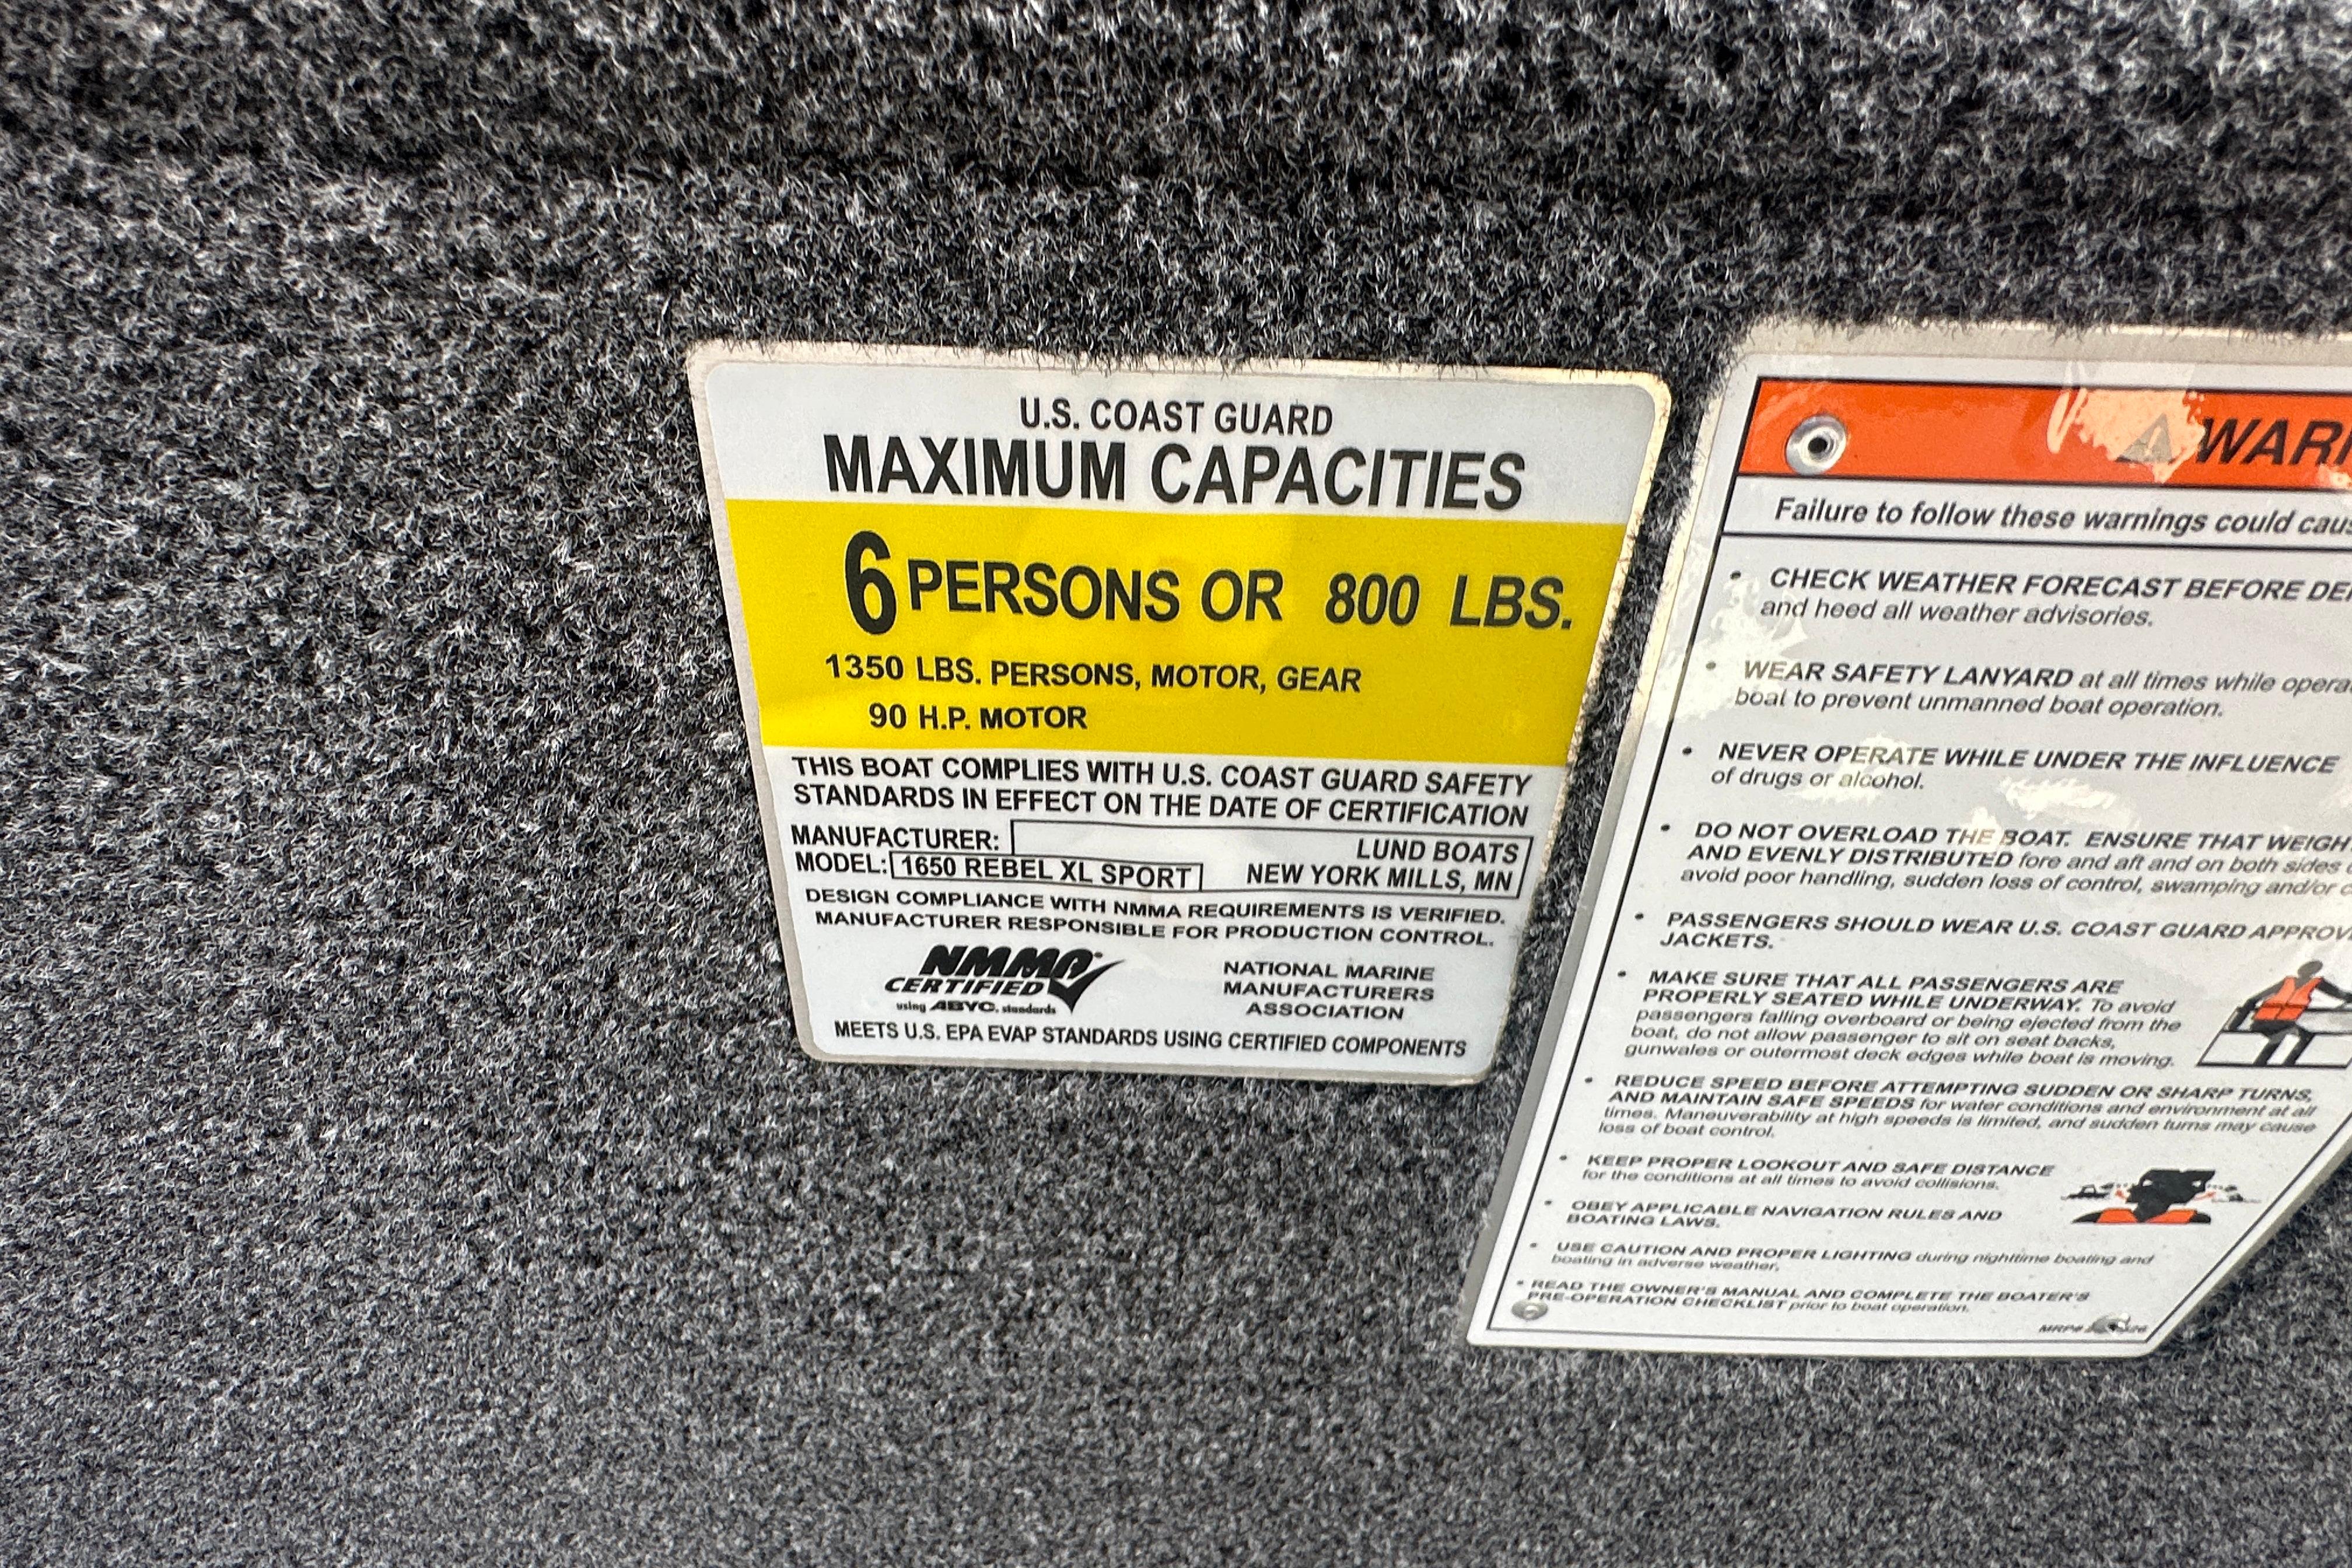 U.S. COAST GUARD
MAXIMUM CAPACITIES
6 PERSONS OR 800 LBS.
1350 LBS. PERSONS, MOTOR, GEAR
90 H.P. MOTOR
THIS BOAT COMPLIES WITH U.S. COAST GUARD SAFETY
STANDARDS IN EFFECT ON THE DATE OF CERTIFICATION
MANUFACTURER: LUND BOATS
MODEL: 1650 REBEL XL SPORT NEW YORK MILLS, MN
DESIGN COMPLIANCE WITH NMMA REQUIREMENTS IS VERIFIED.
MANUFACTURER RESPONSIBLE FOR PRODUCTION CONTROL.
NMMA
CERTIFIED
using ABYC. standards
NATIONAL MARINE
MANUFACTURERS
ASSOCIATION
MEETS U.S. EPA EVAP STANDARDS USING CERTIFIED COMPONENTS
Failure to follow these warnings could
• CHECK WEATHER FORECAST BEFORE
and heed all weather advisories.
• WEAR SAFETY LANYARD at all times while
boat to prevent unmanned boat operation.
• NEVER OPERATE WHILE UNDER THE INFLUENCE
of drugs or alcohol.
• DO NOT OVERLOAD THE BOAT. ENSURE THAT
AND EVENLY DISTRIBUTED fore and aft and on both sides
avoid poor handling, sudden loss of control, swamping and/or
• PASSENGERS SHOULD WEAR U.S. COAST GUARD
JACKETS.
• MAKE SURE THAT ALL PASSENGERS ARE
PROPERLY SEATED WHILE UNDERWAY. To avoid
passengers falling overboard or being ejected from the
boat, do not allow passenger to sit on seat backs,
gunwales or outermost deck edges while boat is moving.
• REDUCE SPEED BEFORE ATTEMPTING SUDDEN OR SHARP TURNS,
AND MAINTAIN SAFE SPEEDS for water conditions and environment at all
times. Maneuverability at high speeds is limited, and sudden turns may cause
loss of boat control.
• KEEP PROPER LOOKOUT AND SAFE DISTANCE
for the conditions at all times to avoid collisions.
• OBEY APPLICABLE NAVIGATION RULES AND
BOATING LAWS.
• USE CAUTION AND PROPER LIGHTING during nighttime boating and
boating in adverse weather.
• READ THE OWNER'S MANUAL AND COMPLETE THE BOATER'S
PRE-OPERATION CHECKLIST prior to boat operation.
MRP#